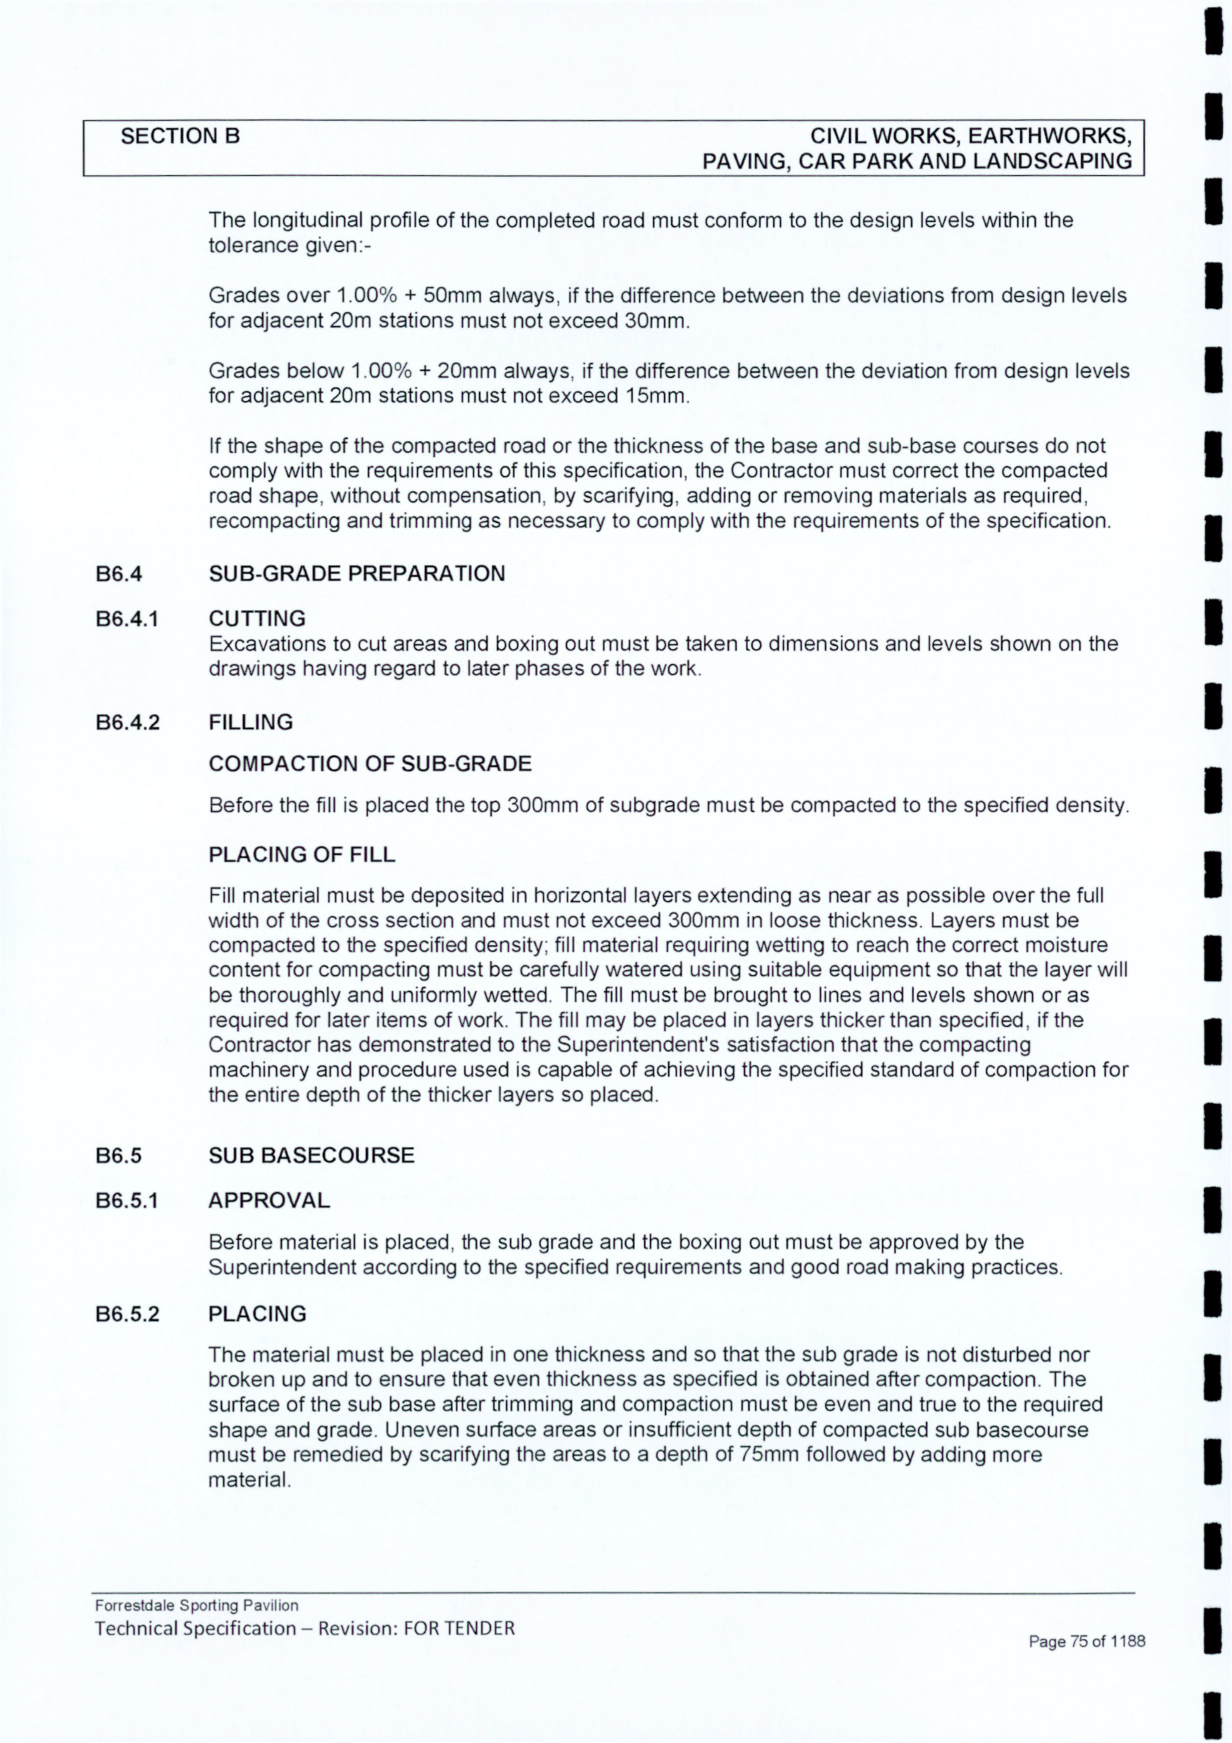 SECTION B
CIVIL WORKS, EARTHWORKS,
PAVING, CAR PARK AND LANDSCAPING
The longitudinal profile of the completed road must conform to the design levels within the
tolerance given:-
Grades over 1.00% + 50mm always, if the difference between the deviations from design levels
for adjacent 20m stations must not exceed 30mm.
Grades below 1.00% + 20mm always, if the difference between the deviation from design levels
for adjacent 20m stations must not exceed 15mm.
If the shape of the compacted road or the thickness of the base and sub-base courses do not
comply with the requirements of this specification, the Contractor must correct the compacted
road shape, without compensation, by scarifying, adding or removing materials as required,
recompacting and trimming as necessary to comply with the requirements of the specification.
B6.4 SUB-GRADE PREPARATION
B6.4.1 CUTTING
Excavations to cut areas and boxing out must be taken to dimensions and levels shown on the
drawings having regard to later phases of the work.
B6.4.2 FILLING
COMPACTION OF SUB-GRADE
Before the fill is placed the top 300mm of subgrade must be compacted to the specified density.
PLACING OF FILL
Fill material must be deposited in horizontal layers extending as near as possible over the full
width of the cross section and must not exceed 300mm in loose thickness. Layers must be
compacted to the specified density; fill material requiring wetting to reach the correct moisture
content for compacting must be carefully watered using suitable equipment so that the layer will
be thoroughly and uniformly wetted. The fill must be brought to lines and levels shown or as
required for later items of work. The fill may be placed in layers thicker than specified, if the
Contractor has demonstrated to the Superintendent's satisfaction that the compacting
machinery and procedure used is capable of achieving the specified standard of compaction for
the entire depth of the thicker layers so placed.
B6.5 SUB BASECOURSE
B6.5.1 APPROVAL
Before material is placed, the sub grade and the boxing out must be approved by the
Superintendent according to the specified requirements and good road making practices.
B6.5.2 PLACING
The material must be placed in one thickness and so that the sub grade is not disturbed nor
broken up and to ensure that even thickness as specified is obtained after compaction. The
surface of the sub base after trimming and compaction must be even and true to the required
shape and grade. Uneven surface areas or insufficient depth of compacted sub basecourse
must be remedied by scarifying the areas to a depth of 75mm followed by adding more
material.
Forrestdale Sporting Pavilion
Technical Specification – Revision: FOR TENDER
Page 75 of 1188